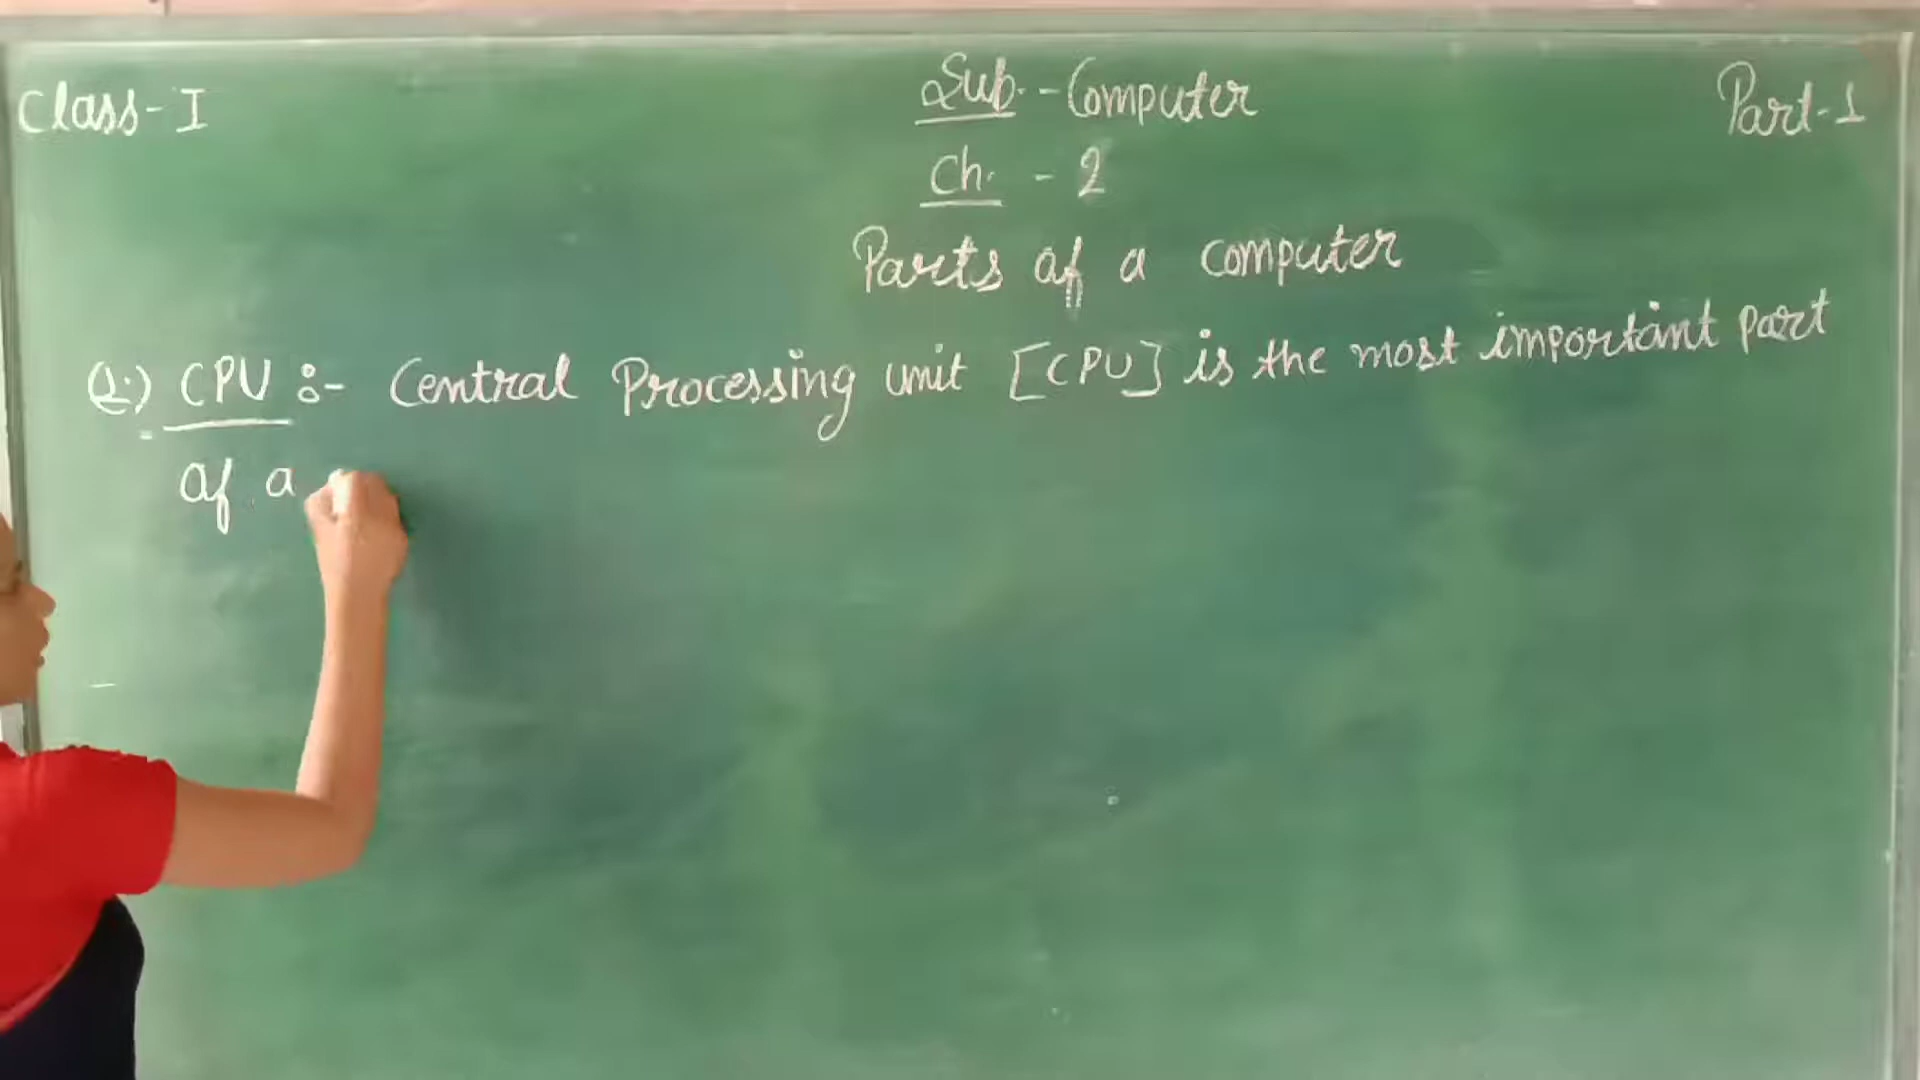 Class-I
Sub.-Computer
Part-1
Ch. - 2
Parts of a computer
Q.) CPU :- Central Processing unit [CPU] is the most important part
of a